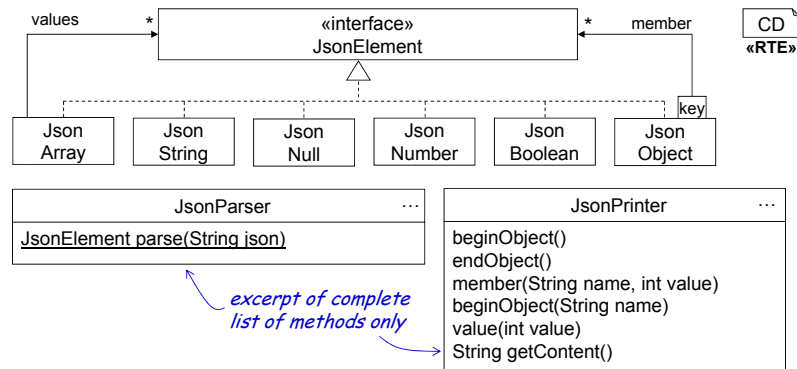 values * «interface» * member CD
JsonElement «RTE»
key
Json Json Json Json Json Json
Array String Null Number Boolean Object
JsonParser ... JsonPrinter ...
JsonElement parse(String json)
beginObject()
endObject()
member(String name, int value)
beginObject(String name)
value(int value)
String getContent()
excerpt of complete
list of methods only